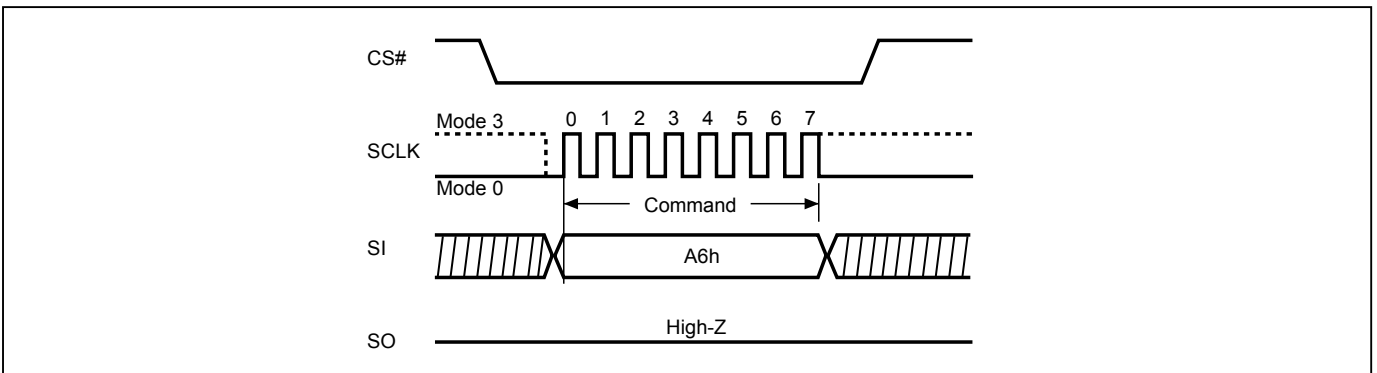 CS#
Mode 3
0 1 2 3 4 5 6 7
SCLK
Mode 0
Command
SI
A6h
High-Z
SO